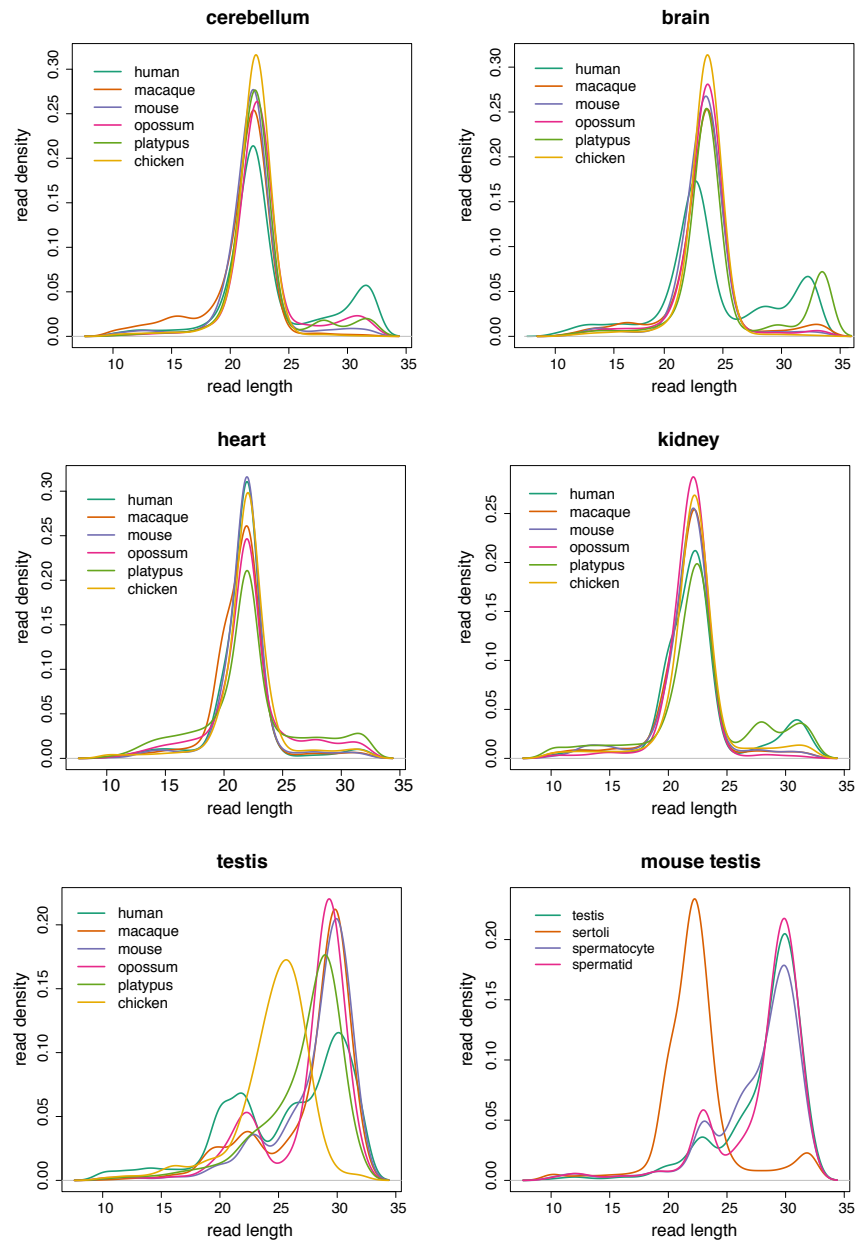 cerebellum
human
macaque
mouse
opossum
platypus
chicken
read density
0.00 0.05 0.10 0.15 0.20 0.25 0.30
10 15 20 25 30 35
read length
brain
human
macaque
mouse
opossum
platypus
chicken
read density
0.00 0.05 0.10 0.15 0.20 0.25 0.30
10 15 20 25 30 35
read length
heart
human
macaque
mouse
opossum
platypus
chicken
read density
0.00 0.05 0.10 0.15 0.20 0.25 0.30
10 15 20 25 30 35
read length
kidney
human
macaque
mouse
opossum
platypus
chicken
read density
0.00 0.05 0.10 0.15 0.20 0.25
10 15 20 25 30 35
read length
testis
human
macaque
mouse
opossum
platypus
chicken
read density
0.00 0.05 0.10 0.15 0.20
10 15 20 25 30 35
read length
mouse testis
testis
sertoli
spermatocyte
spermatid
read density
0.00 0.05 0.10 0.15 0.20
10 15 20 25 30 35
read length